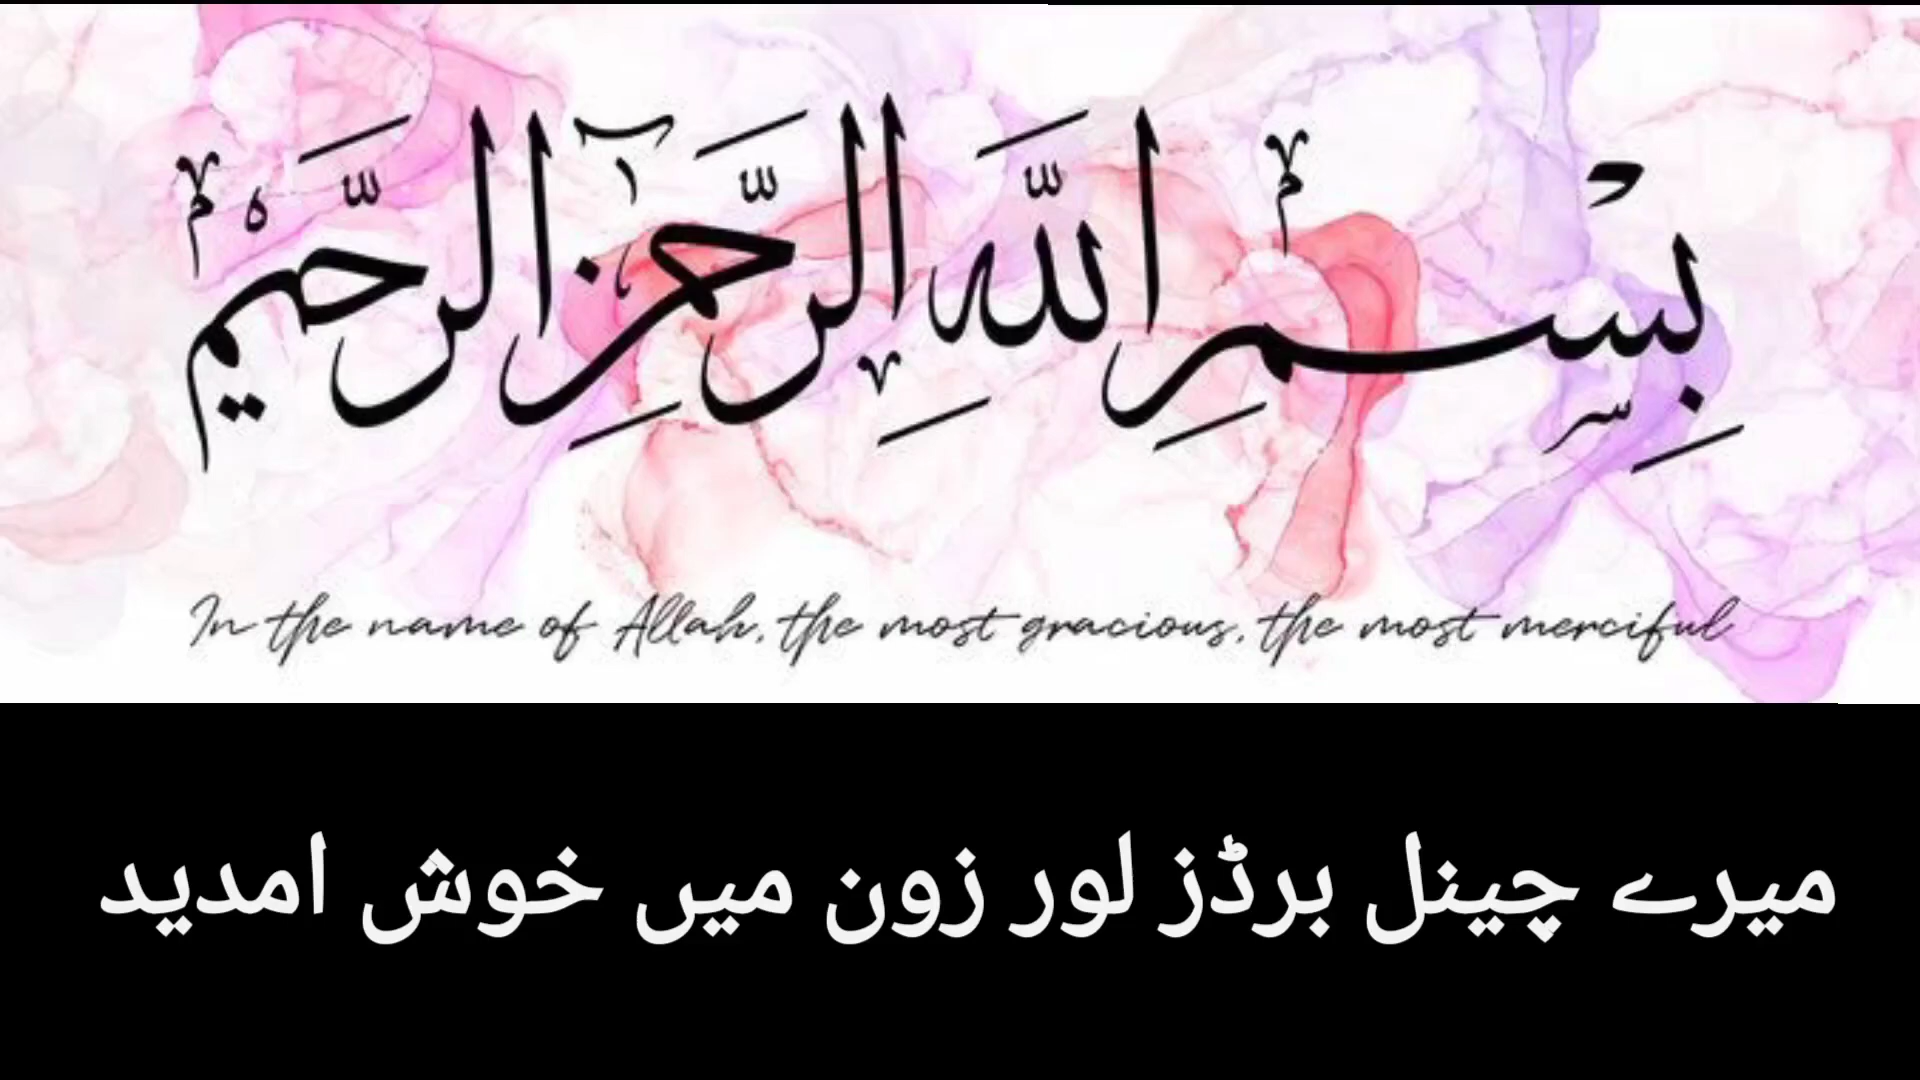 بِسْمِ اللَّهِ الرَّحْمَٰنِ الرَّحِيمِ
In the name of Allah, the most gracious, the most merciful
میرے چینل برڈز لور زون میں خوش امدید